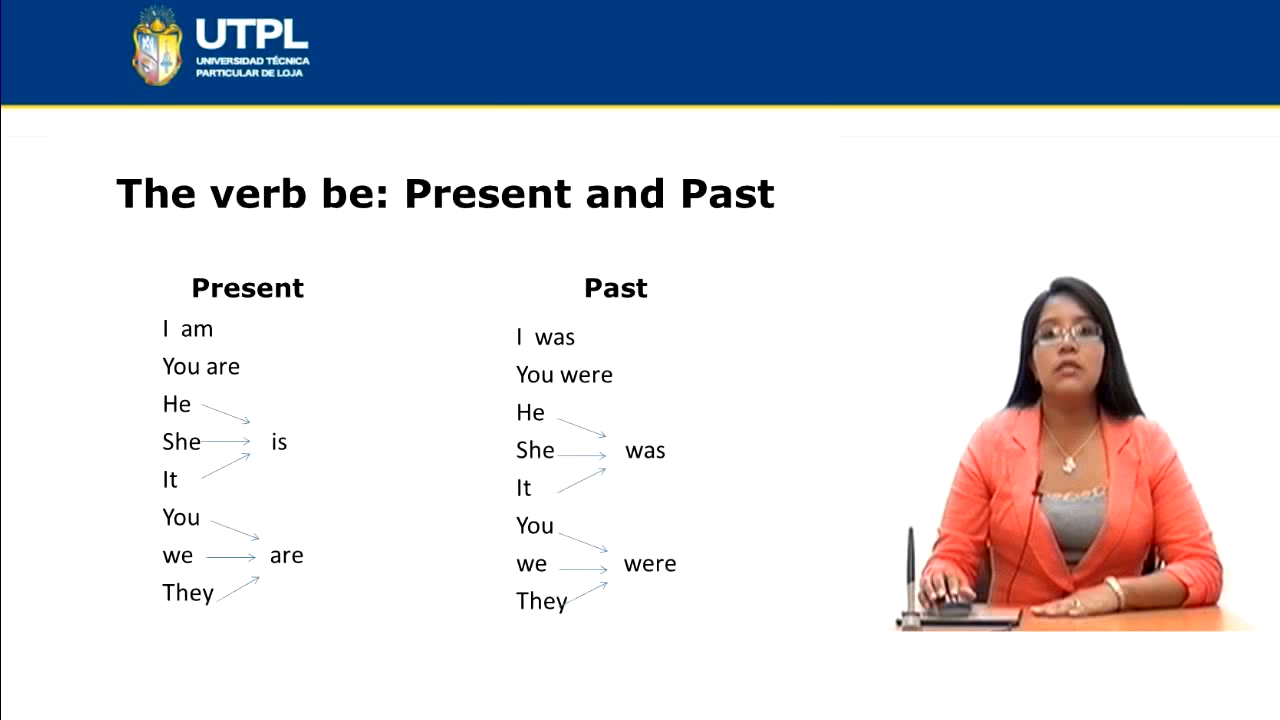 UTPL
UNIVERSIDAD TÉCNICA
PARTICULAR DE LOJA
The verb be: Present and Past
Present
I am
You are
He
She
is
It
You
we
are
They
Past
I was
You were
He
She
was
It
You
we
were
They